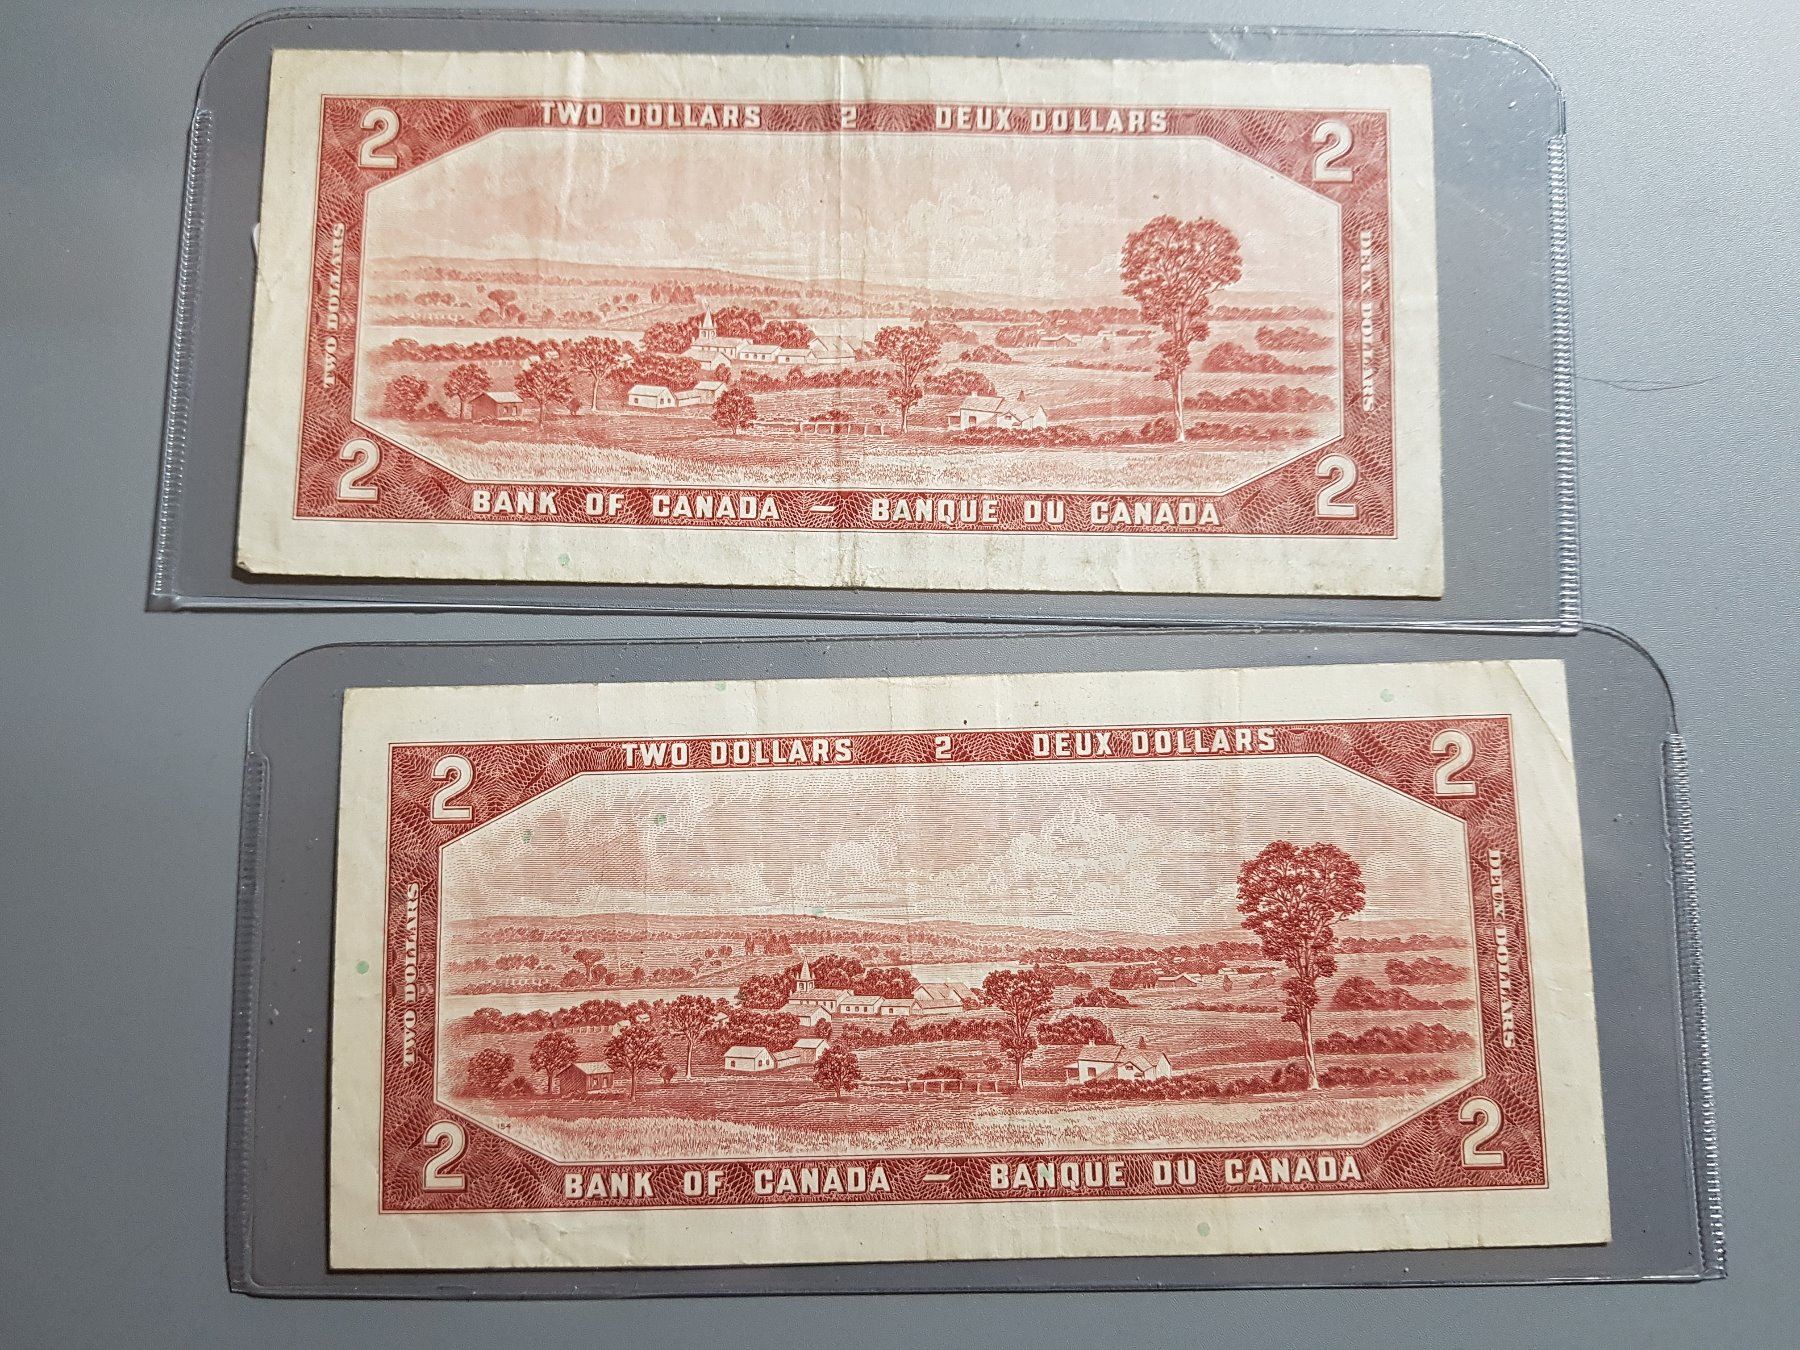 TWO DOLLARS 2 DEUX DOLLARS
2 2
TWO DOLLARS
DEUX DOLLARS
2 2
BANK OF CANADA – BANQUE DU CANADA
TWO DOLLARS 2 DEUX DOLLARS
2 2
TWO DOLLARS
DEUX DOLLARS
154
2 2
BANK OF CANADA – BANQUE DU CANADA